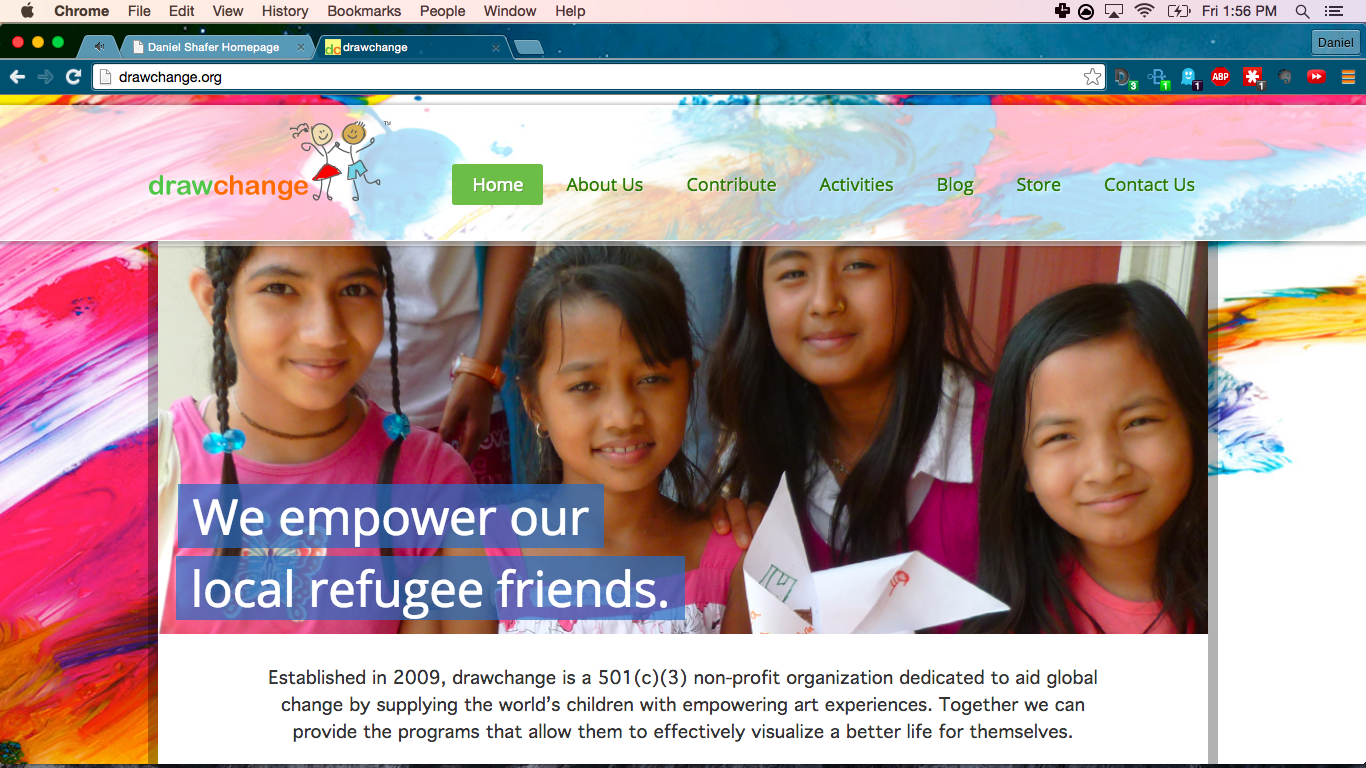 Chrome File Edit View History Bookmarks People Window Help Fri 1:56 PM
Daniel Shafer Homepage drawchange Daniel
drawchange.org
ABP 3 1 1 1
drawchange™
Home About Us Contribute Activities Blog Store Contact Us
We empower our
local refugee friends.
Established in 2009, drawchange is a 501(c)(3) non-profit organization dedicated to aid global
change by supplying the world's children with empowering art experiences. Together we can
provide the programs that allow them to effectively visualize a better life for themselves.